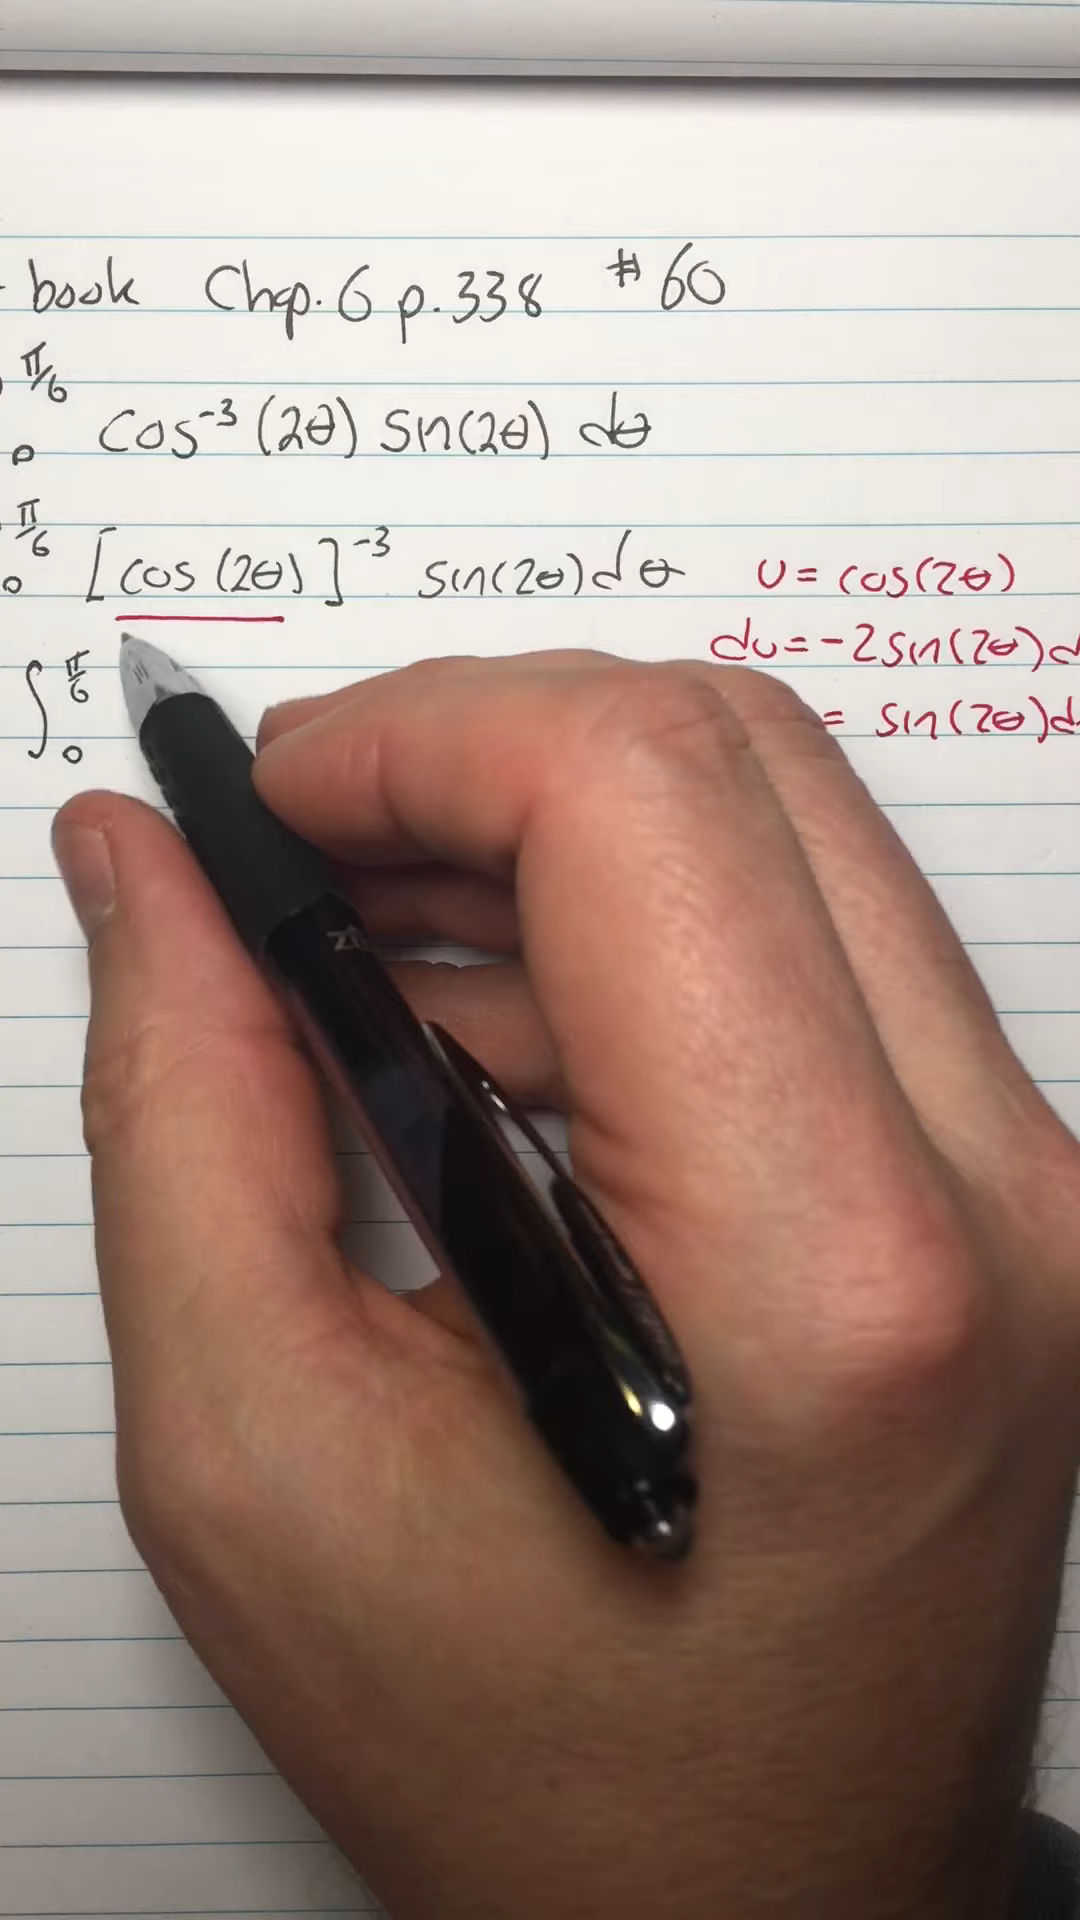 - book Chap. 6 p. 338 # 60
π/6
0 cos⁻³ (2θ) sin(2θ) dθ
π/6
0 [cos (2θ)]⁻³ sin(2θ) dθ
u = cos(2θ)
du = -2 sin(2θ) d
= sin(2θ) d
∫ π/6
0